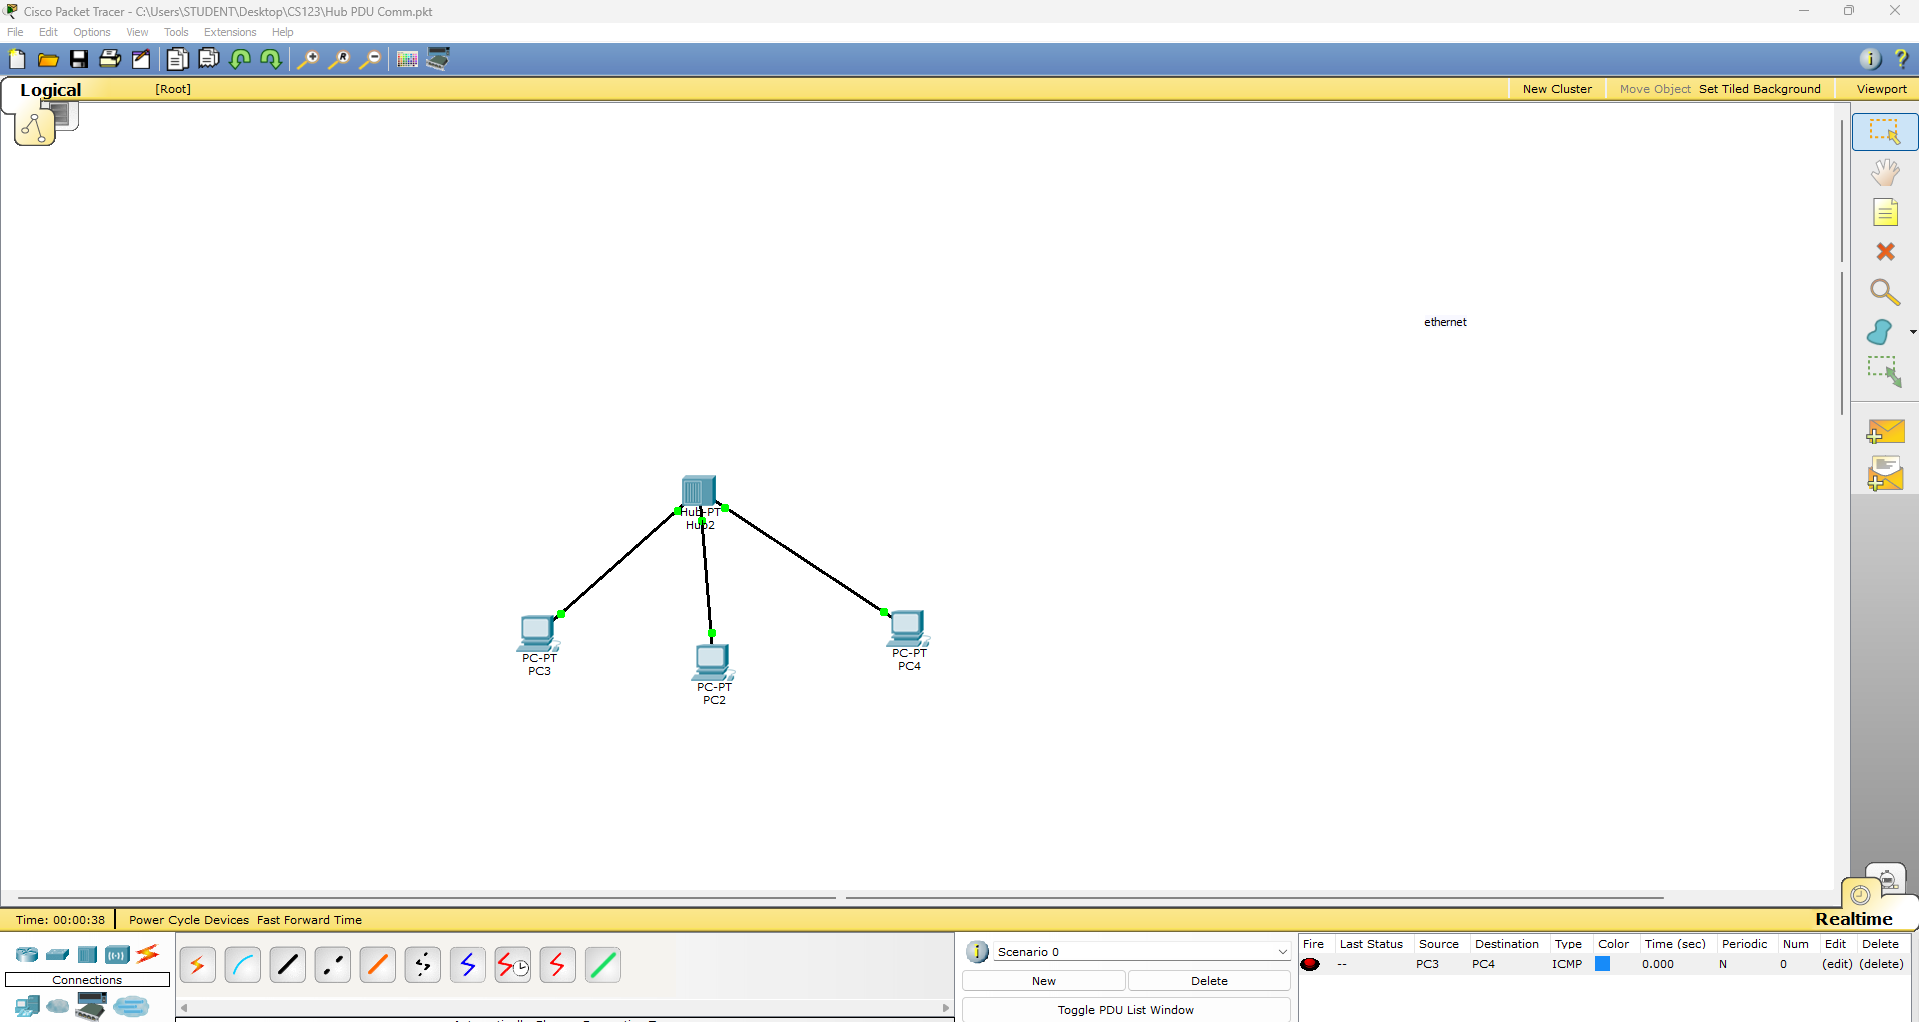 Cisco Packet Tracer - C:\Users\STUDENT\Desktop\CS123\Hub PDU Comm.pkt
File Edit Options View Tools Extensions Help
Logical [Root] New Cluster Move Object Set Tiled Background Viewport
ethernet
Hub-PT
Hub2
PC-PT
PC3
PC-PT
PC2
PC-PT
PC4
Time: 00:00:38 Power Cycle Devices Fast Forward Time Realtime
Connections
Scenario 0
New Delete
Toggle PDU List Window
Fire Last Status Source Destination Type Color Time (sec) Periodic Num Edit Delete
-- PC3 PC4 ICMP 0.000 N 0 (edit) (delete)